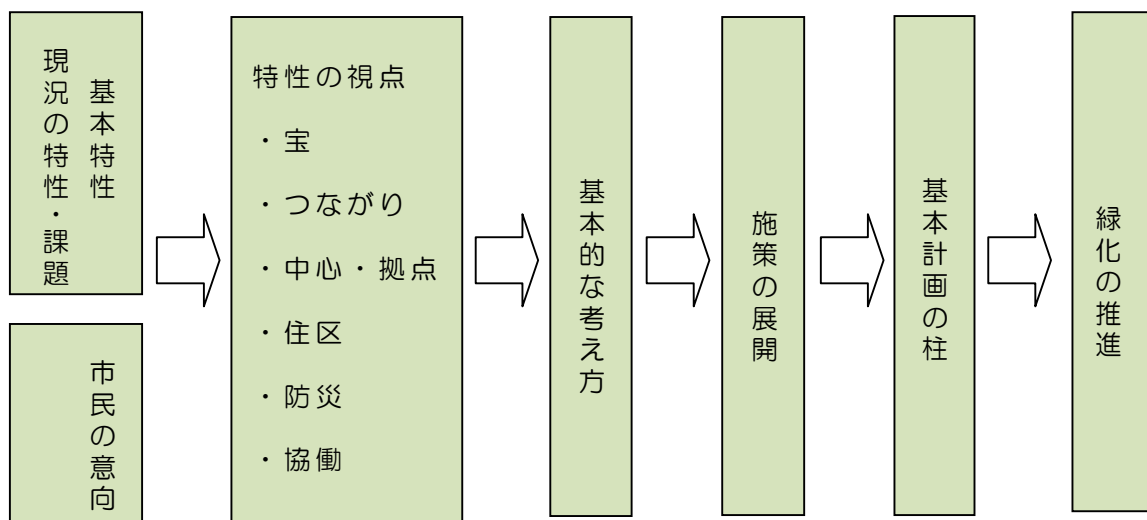 基本特性
現況の特性・課題
市民の意向
特性の視点
・宝
・つながり
・中心・拠点
・住区
・防災
・協働
基本的な考え方
施策の展開
基本計画の柱
緑化の推進